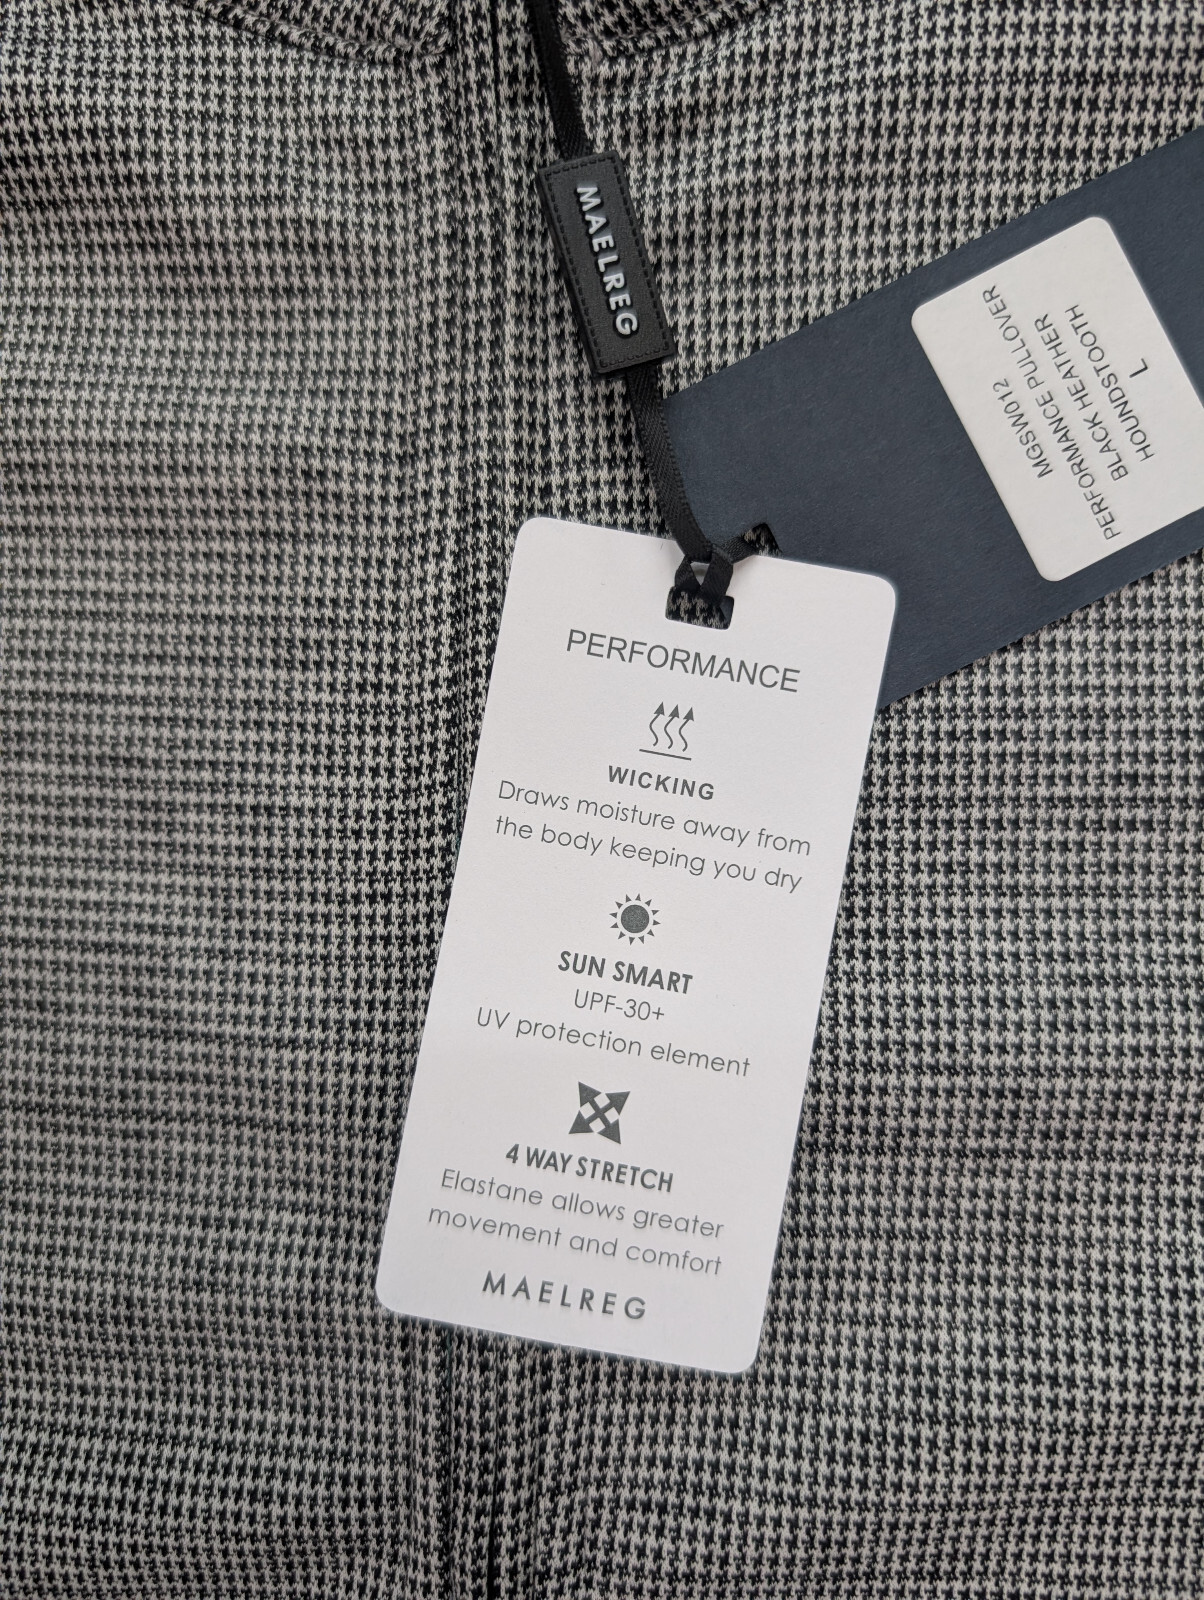 MAELREG
MGSW012
PERFORMANCE PULLOVER
BLACK HEATHER
HOUNDSTOOTH
L
PERFORMANCE
WICKING
Draws moisture away from
the body keeping you dry
SUN SMART
UPF-30+
UV protection element
4 WAY STRETCH
Elastane allows greater
movement and comfort
MAELREG